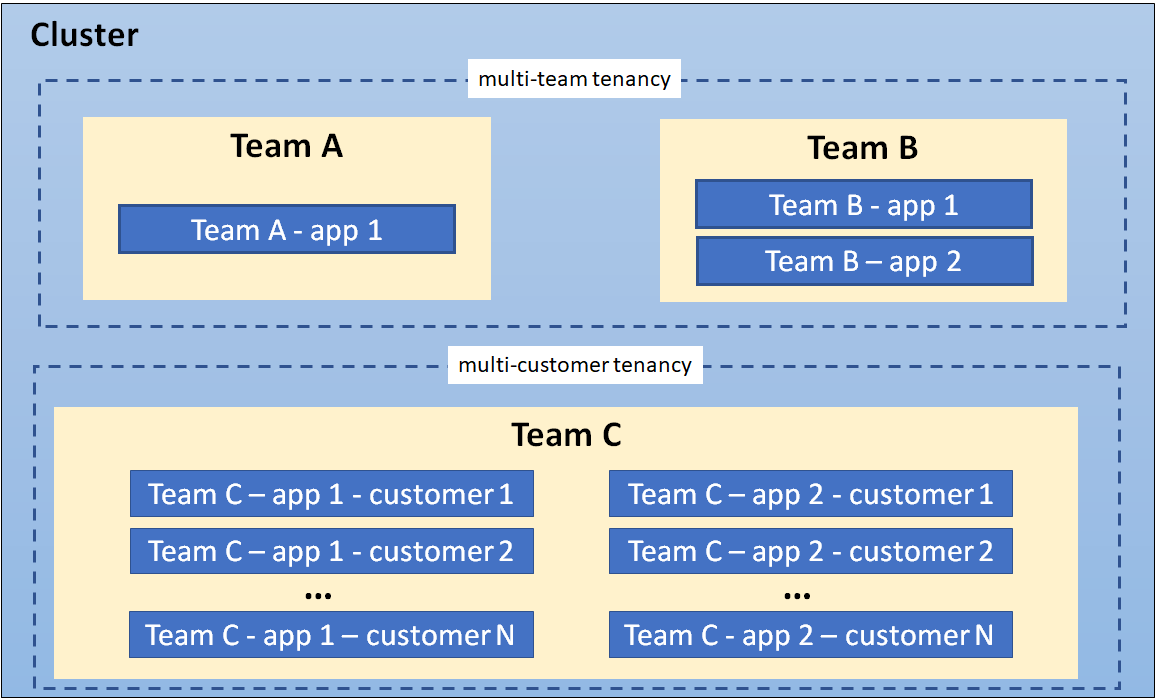 Cluster
multi-team tenancy
Team A
Team A - app 1
Team B
Team B - app 1
Team B – app 2
multi-customer tenancy
Team C
Team C – app 1 - customer 1
Team C – app 2 - customer 1
Team C – app 1 - customer 2
Team C – app 2 - customer 2
...
...
Team C - app 1 – customer N
Team C - app 2 – customer N